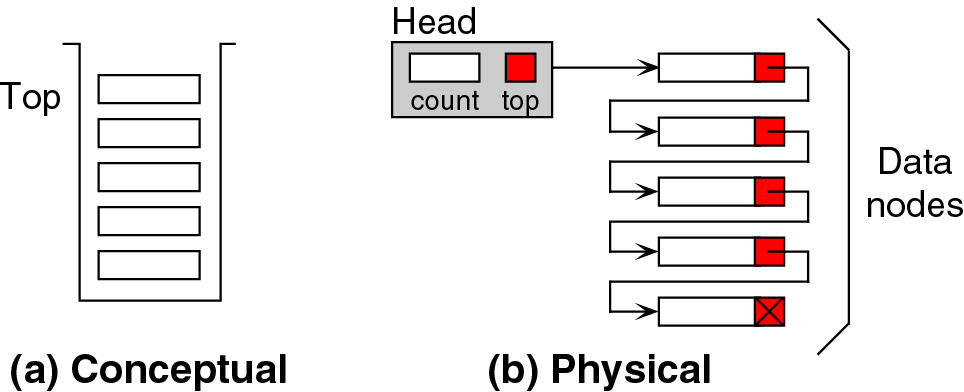 Head
Top
count top
Data
nodes
(a) Conceptual
(b) Physical